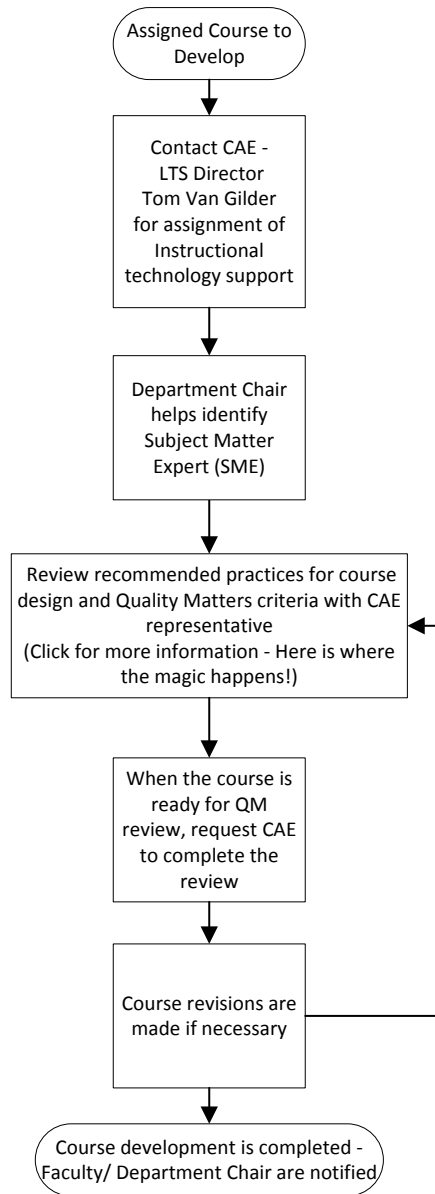 Assigned Course to
Develop
Contact CAE -
LTS Director
Tom Van Gilder
for assignment of
Instructional
technology support
Department Chair
helps identify
Subject Matter
Expert (SME)
Review recommended practices for course
design and Quality Matters criteria with CAE
representative
(Click for more information - Here is where
the magic happens!)
When the course is
ready for QM
review, request CAE
to complete the
review
Course revisions are
made if necessary
Course development is completed -
Faculty/ Department Chair are notified